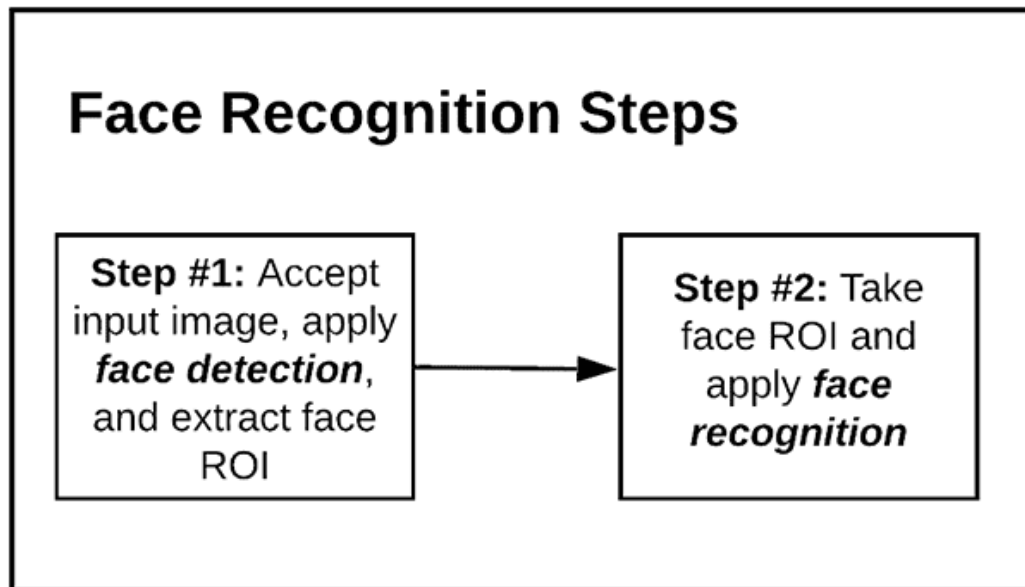 Face Recognition Steps
Step #1: Accept
input image, apply
face detection,
and extract face
ROI
Step #2: Take
face ROI and
apply face
recognition